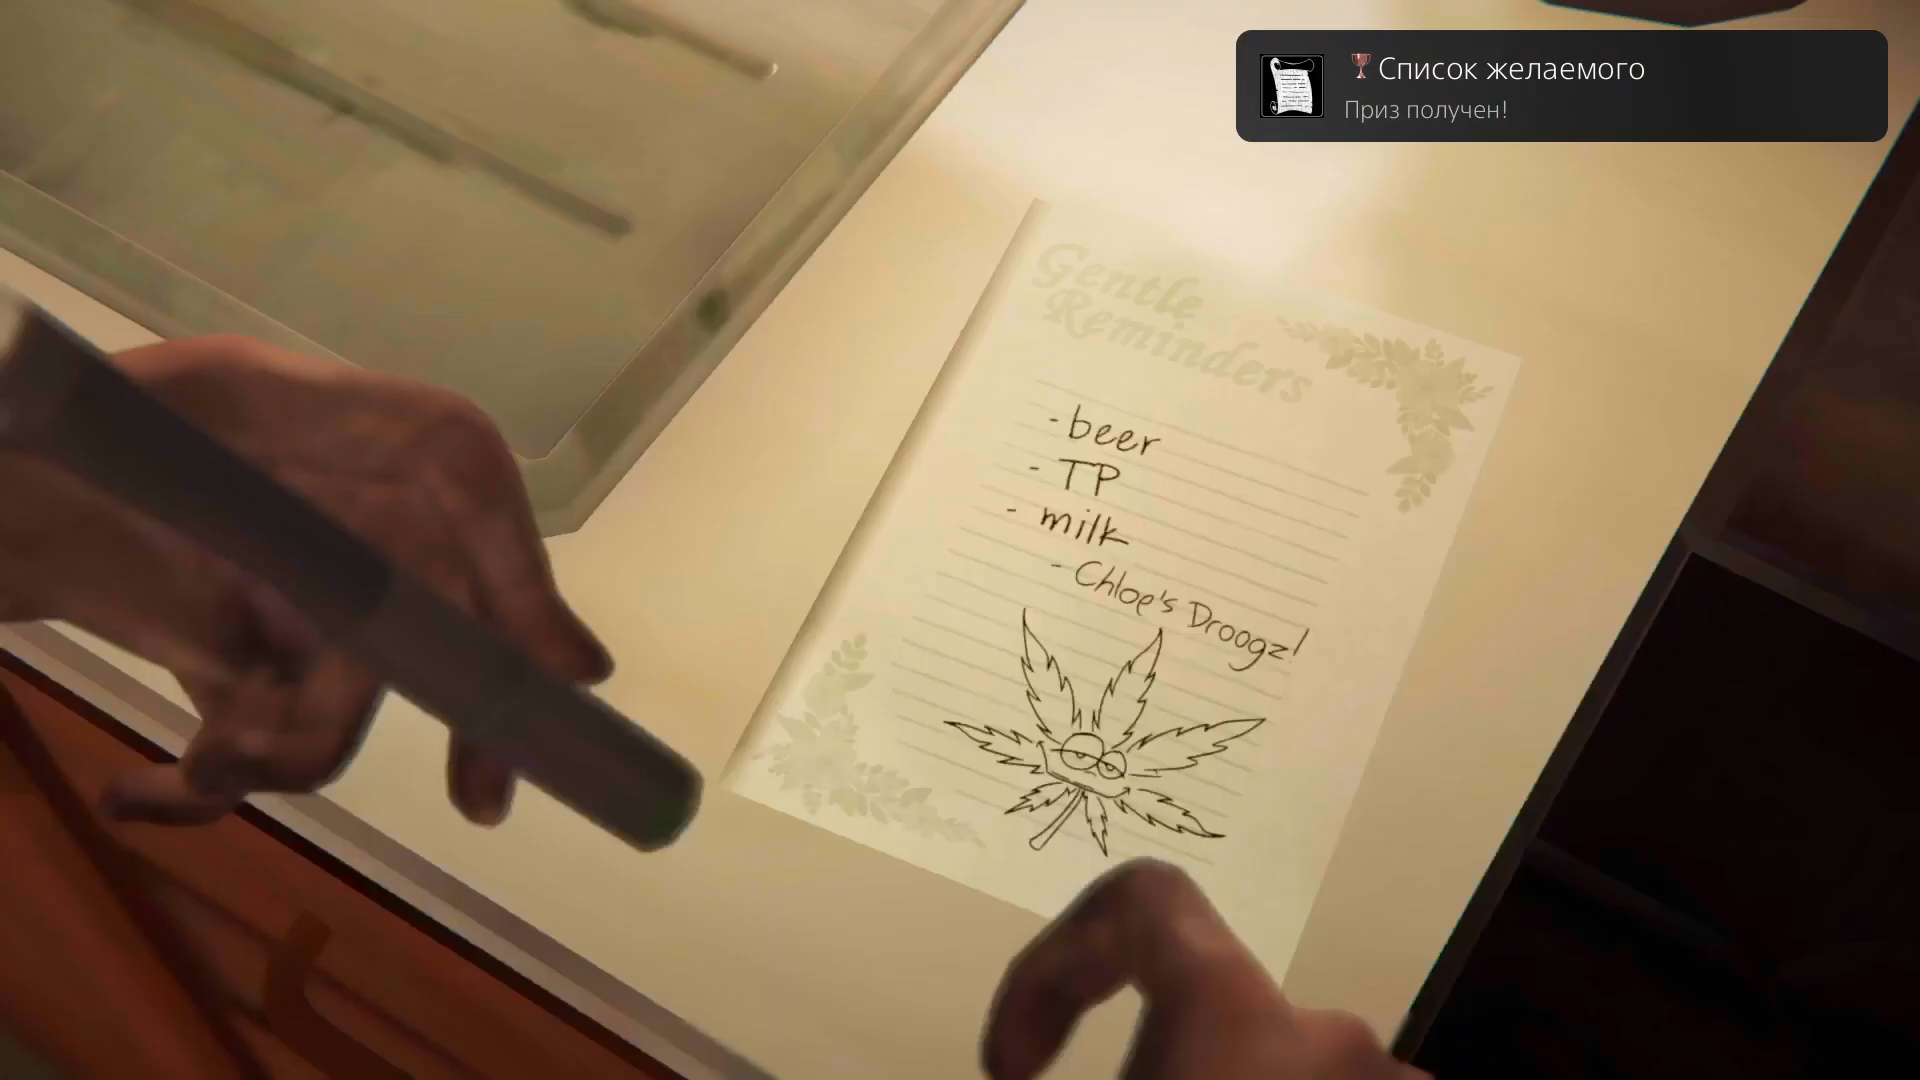 Список желаемого
Приз получен!
Gentle
Reminders
- beer
- TP
- milk
- Chloe's Droogz!